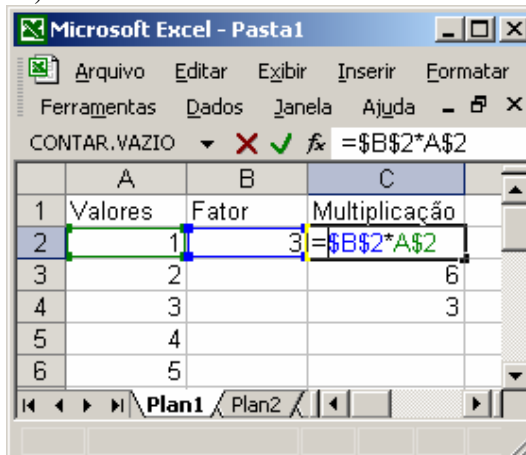 Microsoft Excel - Pasta1
Arquivo Editar Exibir Inserir Formatar
Ferramentas Dados Janela Ajuda
CONTAR.VAZIO fx =$B$2*A$2
A B C
1 Valores Fator Multiplicação
2 1 3 =$B$2*A$2
3 2 6
4 3 3
5 4
6 5
Plan1 Plan2